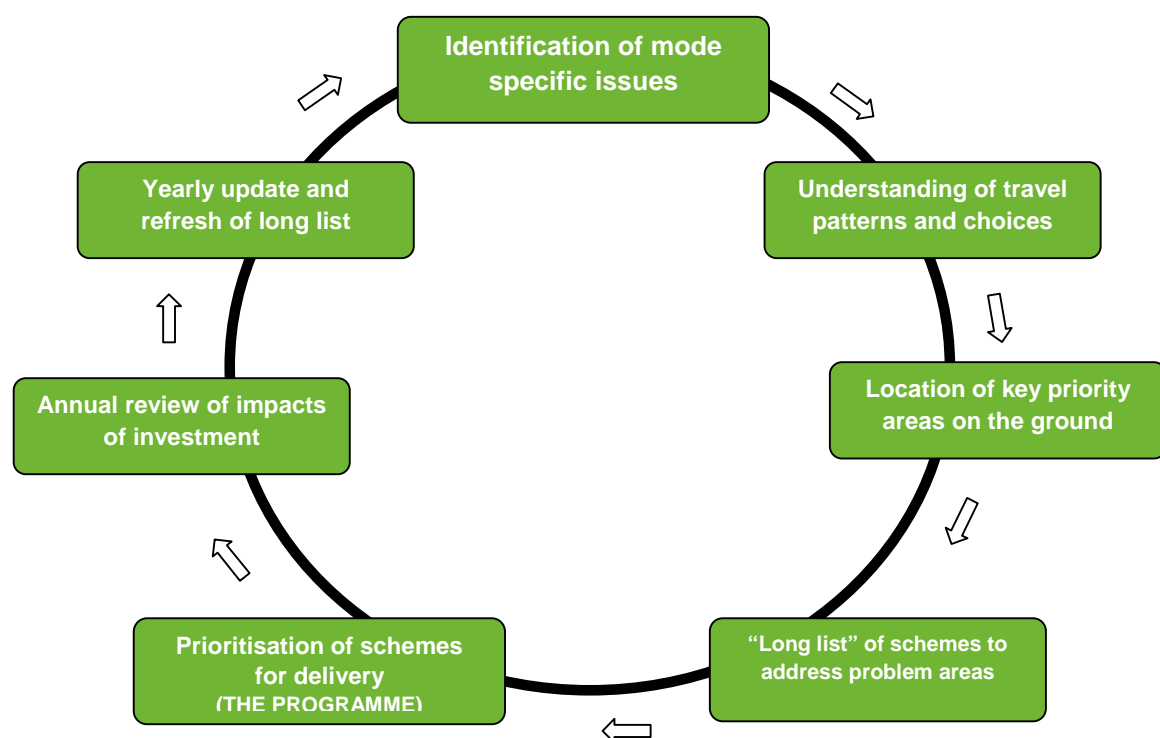 Identification of mode
specific issues
Understanding of travel
patterns and choices
Location of key priority
areas on the ground
“Long list” of schemes to
address problem areas
Prioritisation of schemes
for delivery
(THE PROGRAMME)
Annual review of impacts
of investment
Yearly update and
refresh of long list